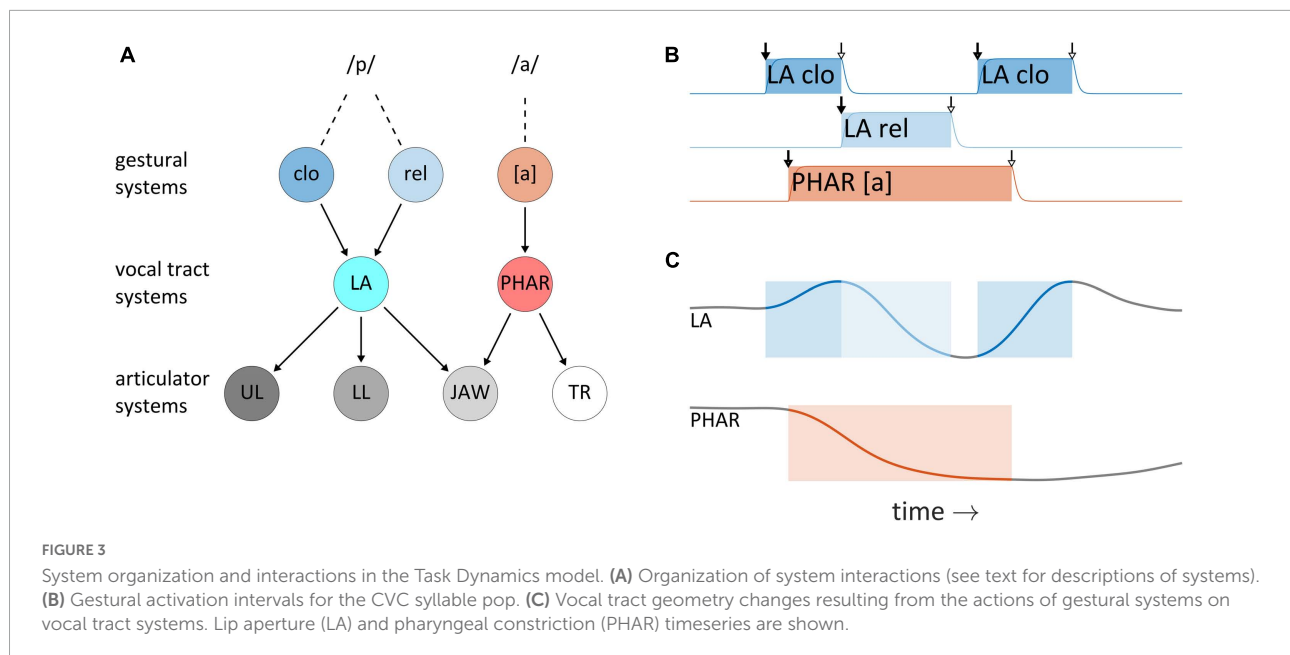 A
/p/
/a/
gestural
systems
clo
rel
[a]
vocal tract
systems
LA
PHAR
articulator
systems
UL
LL
JAW
TR
B
LA clo
LA clo
LA rel
PHAR [a]
C
LA
PHAR
time →
FIGURE 3
System organization and interactions in the Task Dynamics model. (A) Organization of system interactions (see text for descriptions of systems).
(B) Gestural activation intervals for the CVC syllable pop. (C) Vocal tract geometry changes resulting from the actions of gestural systems on
vocal tract systems. Lip aperture (LA) and pharyngeal constriction (PHAR) timeseries are shown.